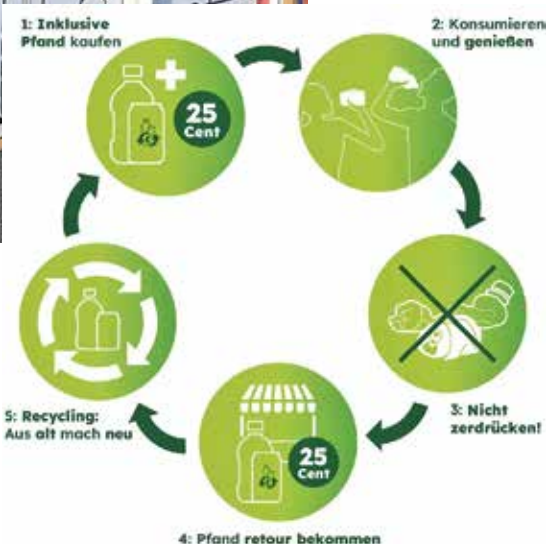 1: Inklusive
Pfand kaufen
25
Cent
2: Konsumieren
und genießen
3: Nicht
zerdrücken!
25
Cent
4: Pfand retour bekommen
5: Recycling:
Aus alt mach neu